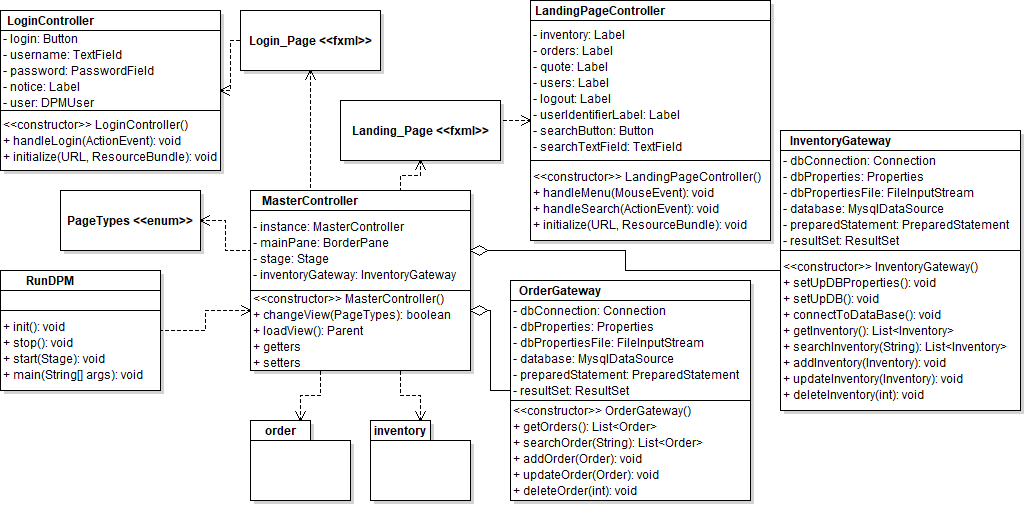 LoginController
- login: Button
- username: TextField
- password: PasswordField
- notice: Label
- user: DPMUser
<<constructor>> LoginController()
+ handleLogin(ActionEvent): void
+ initialize(URL, ResourceBundle): void
Login_Page <<fxml>>
LandingPageController
- inventory: Label
- orders: Label
- quote: Label
- users: Label
- logout: Label
- userIdentifierLabel: Label
- searchButton: Button
- searchTextField: TextField
<<constructor>> LandingPageController()
+ handleMenu(MouseEvent): void
+ handleSearch(ActionEvent): void
+ initialize(URL, ResourceBundle): void
Landing_Page <<fxml>>
InventoryGateway
- dbConnection: Connection
- dbProperties: Properties
- dbPropertiesFile: FileInputStream
- database: MysqlDataSource
- preparedStatement: PreparedStatement
- resultSet: ResultSet
<<constructor>> InventoryGateway()
+ setUpDBProperties(): void
+ setUpDB(): void
+ connectToDataBase(): void
+ getInventory(): List<Inventory>
+ searchInventory(String): List<Inventory>
+ addInventory(Inventory): void
+ updateInventory(Inventory): void
+ deleteInventory(int): void
PageTypes <<enum>>
MasterController
- instance: MasterController
- mainPane: BorderPane
- stage: Stage
- inventoryGateway: InventoryGateway
<<constructor>> MasterController()
+ changeView(PageTypes): boolean
+ loadView(): Parent
+ getters
+ setters
RunDPM
+ init(): void
+ stop(): void
+ start(Stage): void
+ main(String[] args): void
OrderGateway
- dbConnection: Connection
- dbProperties: Properties
- dbPropertiesFile: FileInputStream
- database: MysqlDataSource
- preparedStatement: PreparedStatement
- resultSet: ResultSet
<<constructor>> OrderGateway()
+ getOrders(): List<Order>
+ searchOrder(String): List<Order>
+ addOrder(Order): void
+ updateOrder(Order): void
+ deleteOrder(int): void
order
inventory